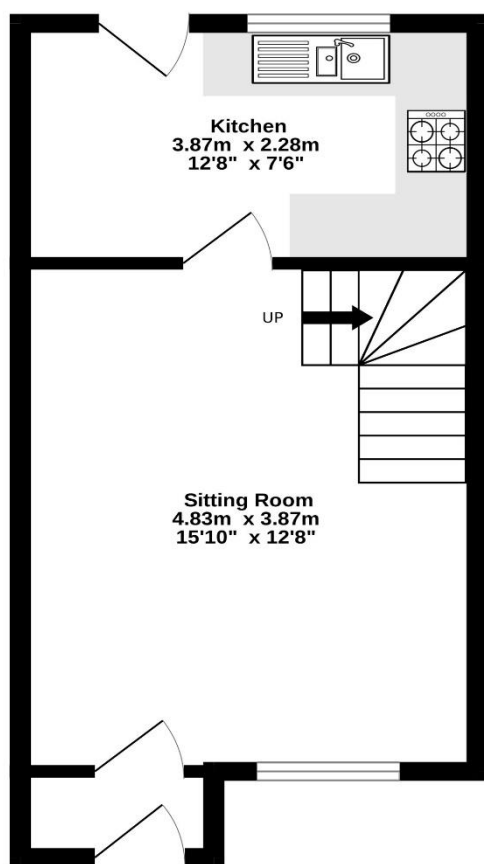 Kitchen
3.87m x 2.28m
12'8" x 7'6"
UP
Sitting Room
4.83m x 3.87m
15'10" x 12'8"